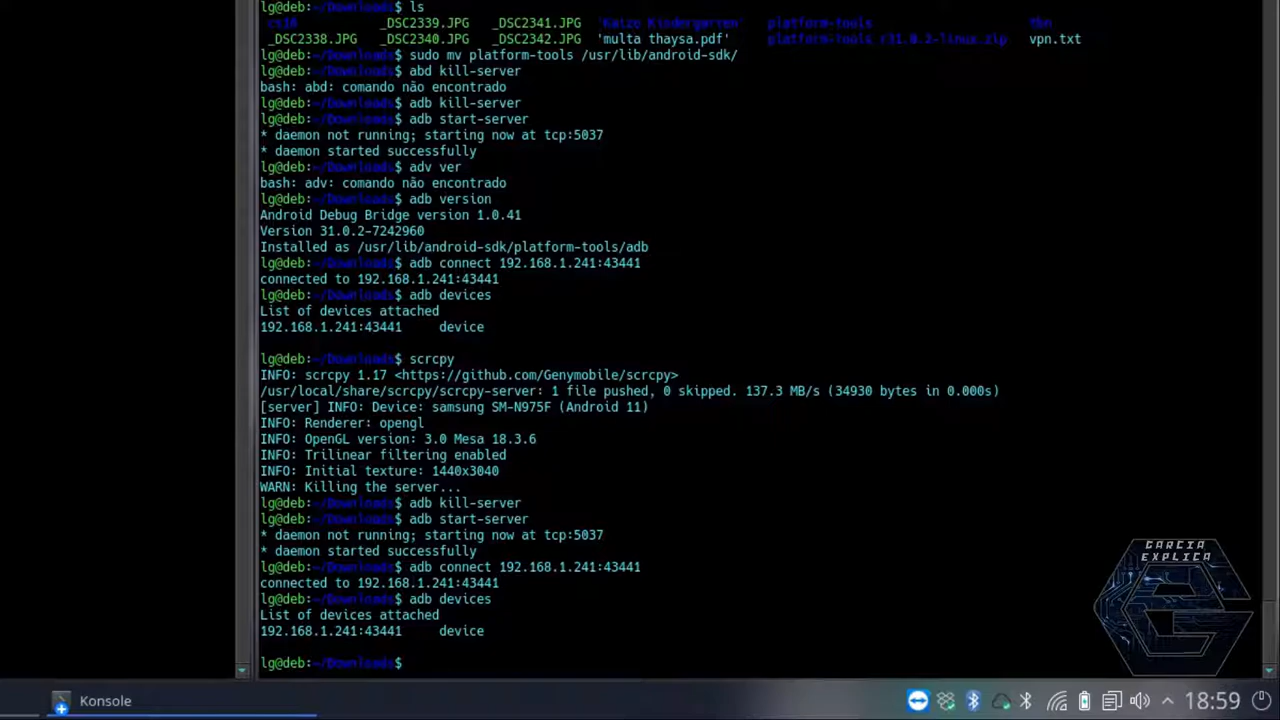 lg@deb:~/Downloads$ ls
cs16 _DSC2339.JPG _DSC2341.JPG 'Katze Kindergarten' platform-tools
_DSC2338.JPG _DSC2340.JPG _DSC2342.JPG 'multa thaysa.pdf' platform-tools_r31.0.2-linux.zip vpn.txt
lg@deb:~/Downloads$ sudo mv platform-tools /usr/lib/android-sdk/
lg@deb:~/Downloads$ abd kill-server
bash: abd: comando não encontrado
lg@deb:~/Downloads$ adb kill-server
lg@deb:~/Downloads$ adb start-server
* daemon not running; starting now at tcp:5037
* daemon started successfully
lg@deb:~/Downloads$ adv ver
bash: adv: comando não encontrado
lg@deb:~/Downloads$ adb version
Android Debug Bridge version 1.0.41
Version 31.0.2-7242960
Installed as /usr/lib/android-sdk/platform-tools/adb
lg@deb:~/Downloads$ adb connect 192.168.1.241:43441
connected to 192.168.1.241:43441
lg@deb:~/Downloads$ adb devices
List of devices attached
192.168.1.241:43441 device
lg@deb:~/Downloads$ scrcpy
INFO: scrcpy 1.17 <https://github.com/Genymobile/scrcpy>
/usr/local/share/scrcpy/scrcpy-server: 1 file pushed, 0 skipped. 137.3 MB/s (34930 bytes in 0.000s)
[server] INFO: Device: samsung SM-N975F (Android 11)
INFO: Renderer: opengl
INFO: OpenGL version: 3.0 Mesa 18.3.6
INFO: Trilinear filtering enabled
INFO: Initial texture: 1440x3040
WARN: Killing the server...
lg@deb:~/Downloads$ adb kill-server
lg@deb:~/Downloads$ adb start-server
* daemon not running; starting now at tcp:5037
* daemon started successfully
lg@deb:~/Downloads$ adb connect 192.168.1.241:43441
connected to 192.168.1.241:43441
lg@deb:~/Downloads$ adb devices
List of devices attached
192.168.1.241:43441 device
lg@deb:~/Downloads$
GARCIA
EXPLICA
Konsole
18:59